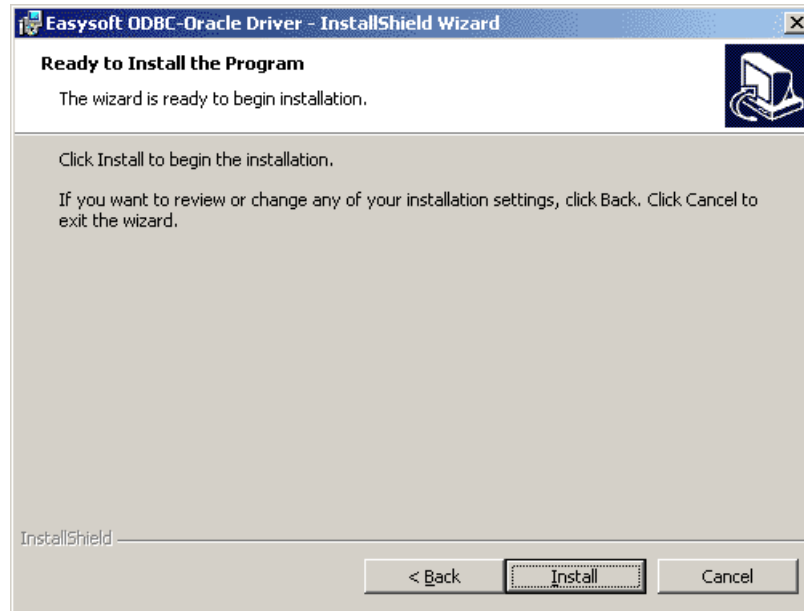 Easysoft ODBC-Oracle Driver - InstallShield Wizard
Ready to Install the Program
The wizard is ready to begin installation.
Click Install to begin the installation.
If you want to review or change any of your installation settings, click Back. Click Cancel to
exit the wizard.
InstallShield
< Back
Install
Cancel